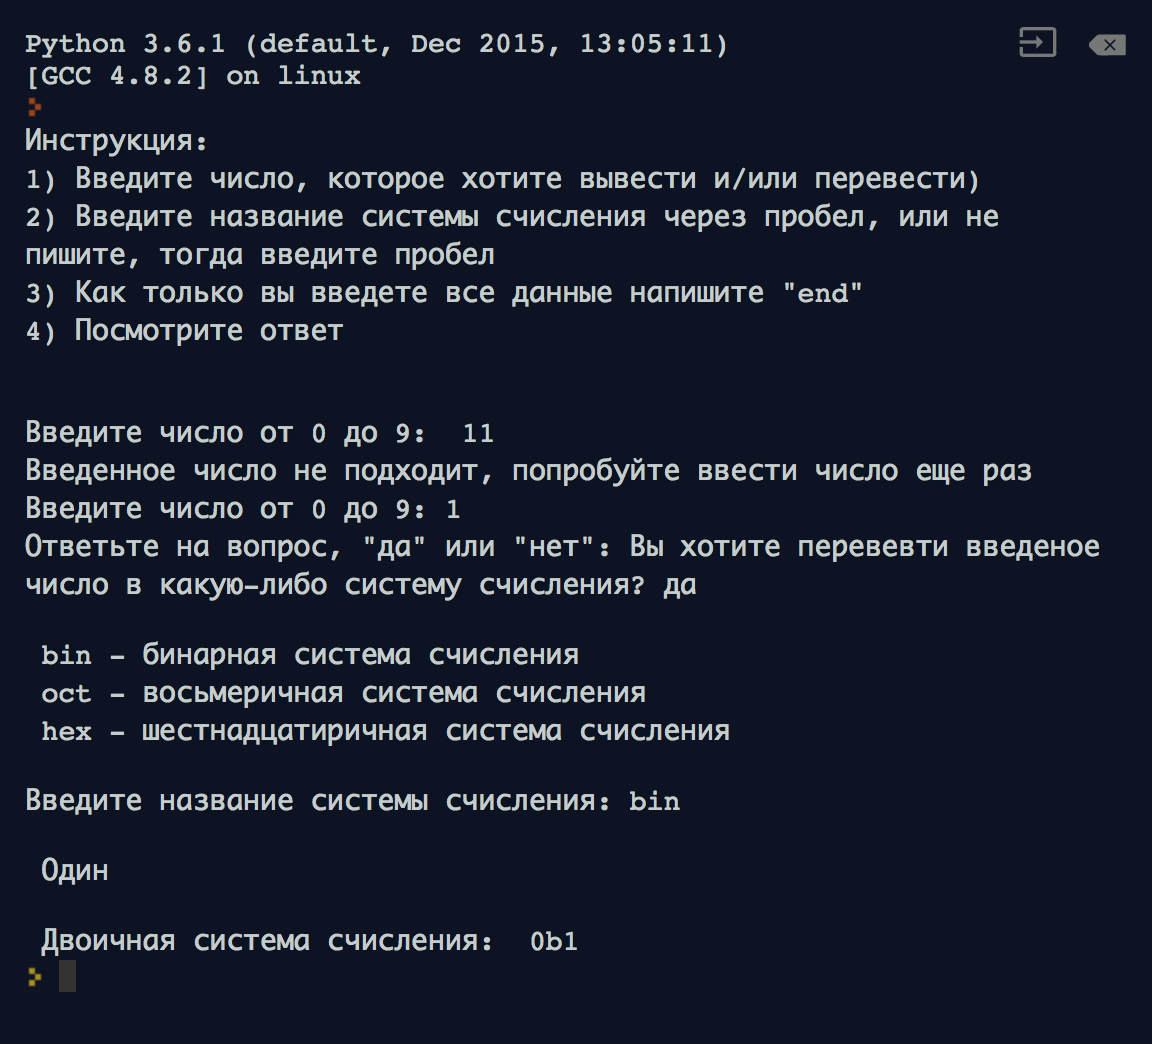 Python 3.6.1 (default, Dec 2015, 13:05:11)
[GCC 4.8.2] on linux
Инструкция:
1) Введите число, которое хотите вывести и/или перевести)
2) Введите название системы счисления через пробел, или не
пишите, тогда введите пробел
3) Как только вы введете все данные напишите "end"
4) Посмотрите ответ
Введите число от 0 до 9:  11
Введенное число не подходит, попробуйте ввести число еще раз
Введите число от 0 до 9: 1
Ответьте на вопрос, "да" или "нет": Вы хотите перевевти введеное
число в какую-либо систему счисления? да
bin - бинарная система счисления
oct - восьмеричная система счисления
hex - шестнадцатиричная система счисления
Введите название системы счисления: bin
Один
Двоичная система счисления:  0b1